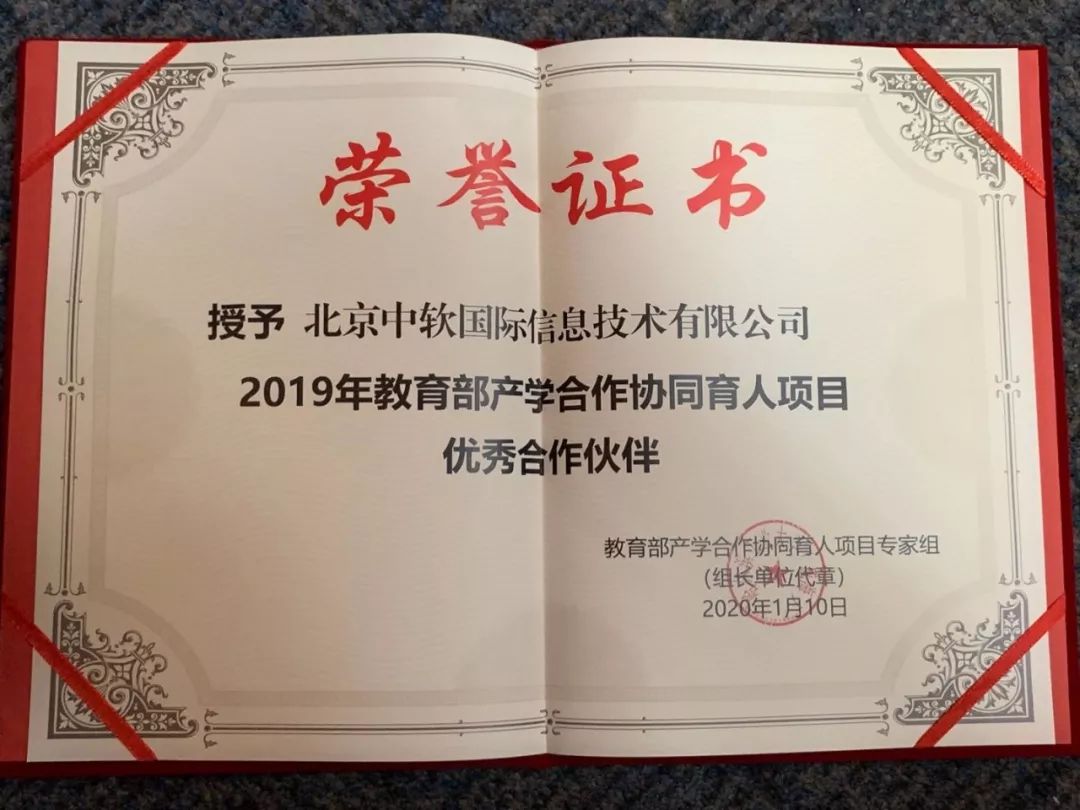 荣誉证书
授予 北京中软国际信息技术有限公司
2019年教育部产学合作协同育人项目
优秀合作伙伴
教育部产学合作协同育人项目专家组
（组长单位代章）
2020年1月10日